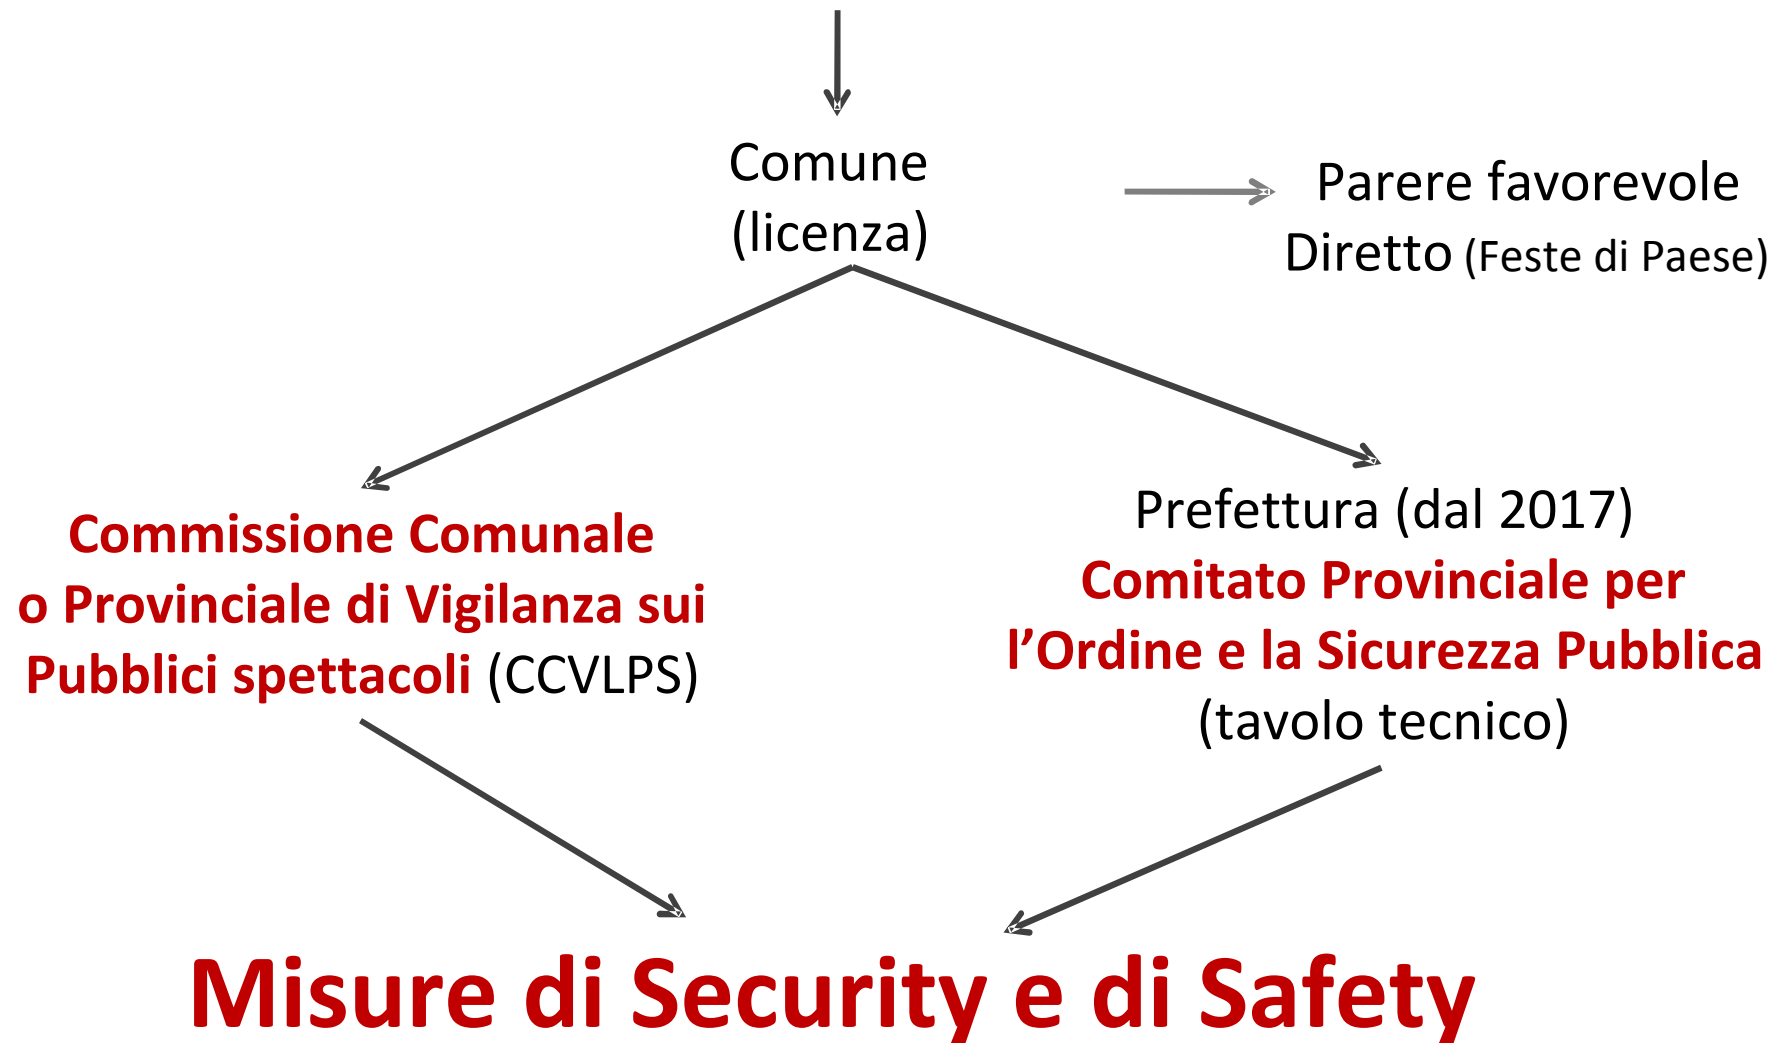 Comune
(licenza)
Parere favorevole
Diretto (Feste di Paese)
Commissione Comunale
o Provinciale di Vigilanza sui
Pubblici spettacoli (CCVLPS)
Prefettura (dal 2017)
Comitato Provinciale per
l’Ordine e la Sicurezza Pubblica
(tavolo tecnico)
Misure di Security e di Safety